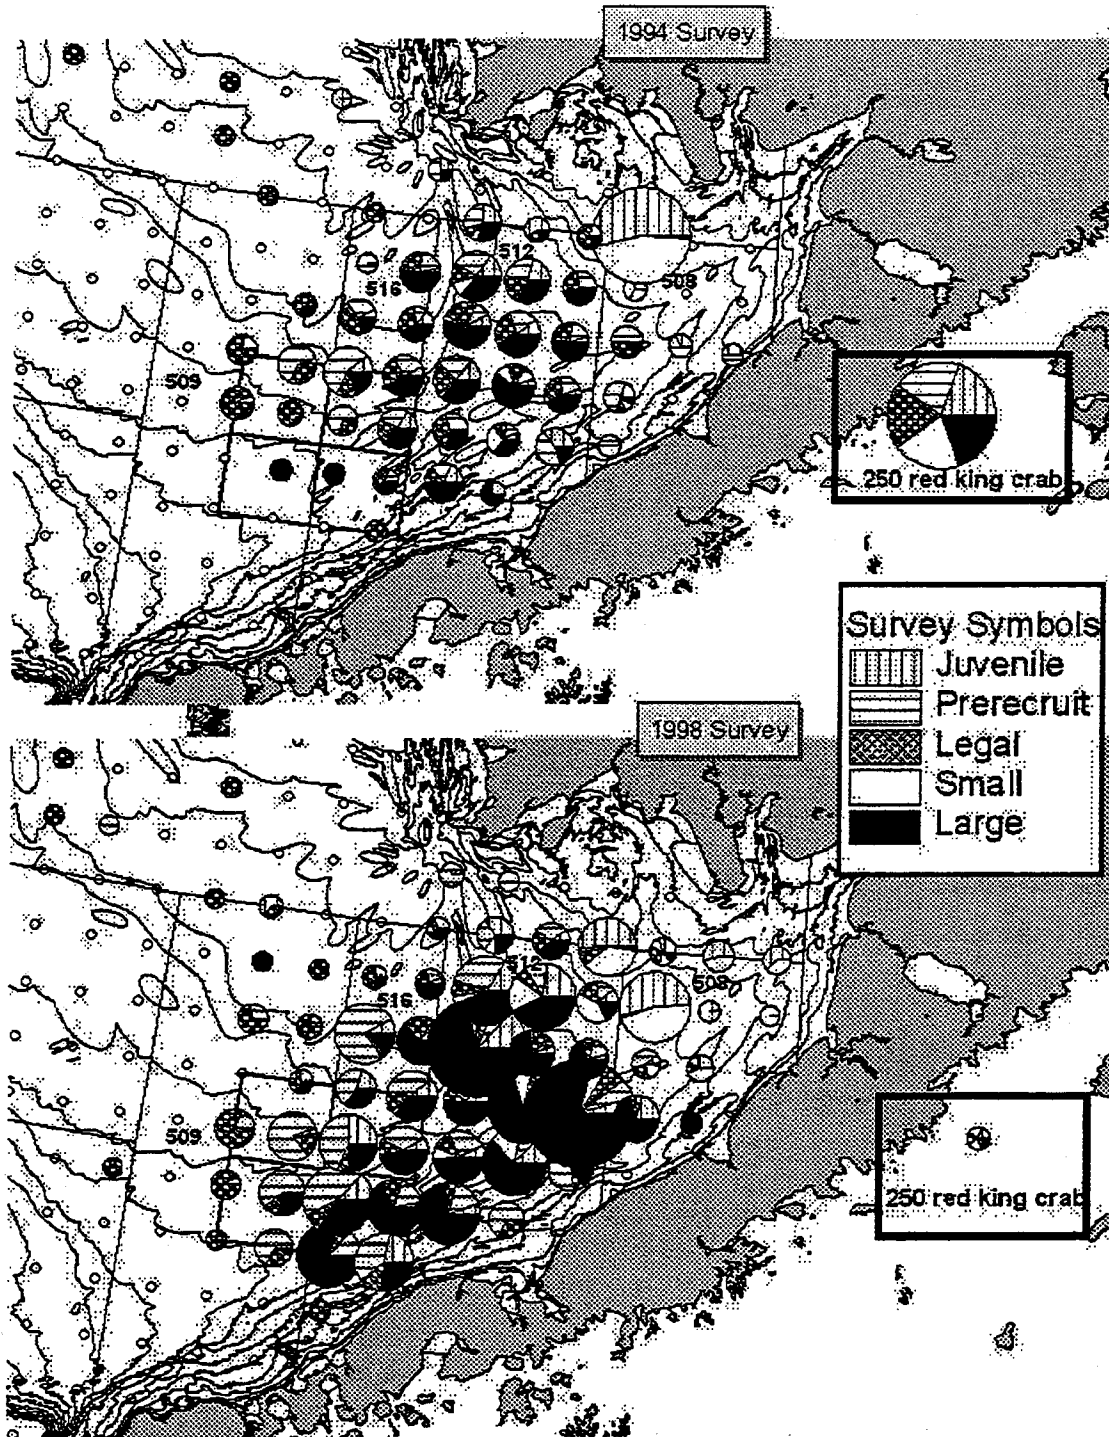 1994 Survey
512
516
508
509
250 red king crab
Survey Symbols
Juvenile
Prerecruit
Legal
Small
Large
1998 Survey
512
508
516
509
250 red king crab